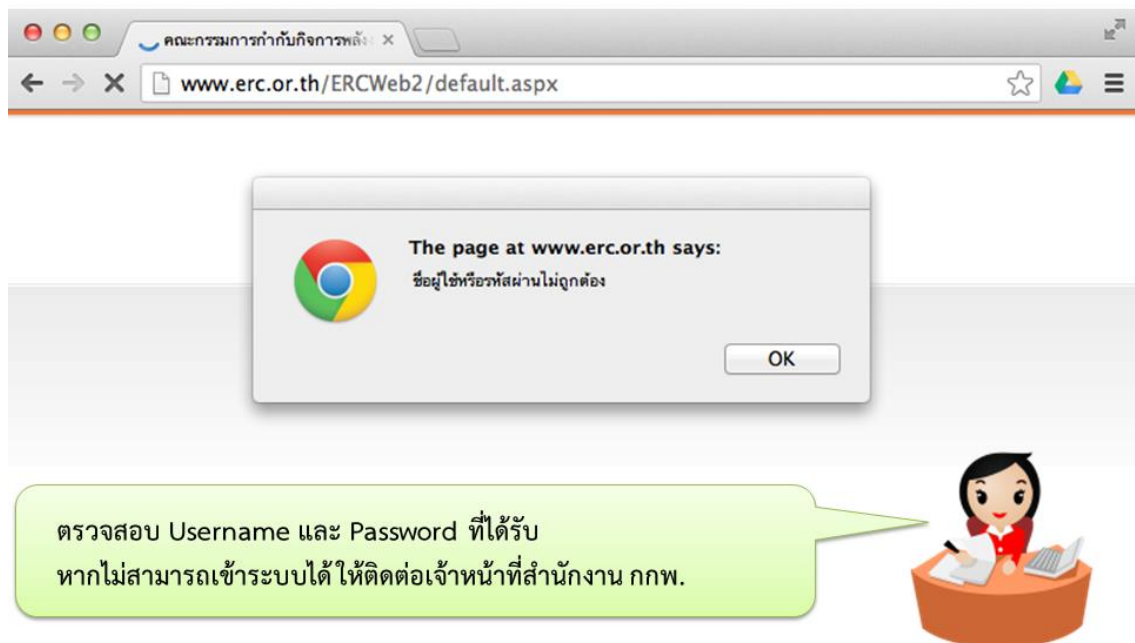 คณะกรรมการกำกับกิจการพลัง
www.erc.or.th/ERCWeb2/default.aspx
The page at www.erc.or.th says:
ชื่อผู้ใช้หรือรหัสผ่านไม่ถูกต้อง
OK
ตรวจสอบ Username และ Password ที่ได้รับ
หากไม่สามารถเข้าระบบได้ ให้ติดต่อเจ้าหน้าที่สำนักงาน กกพ.